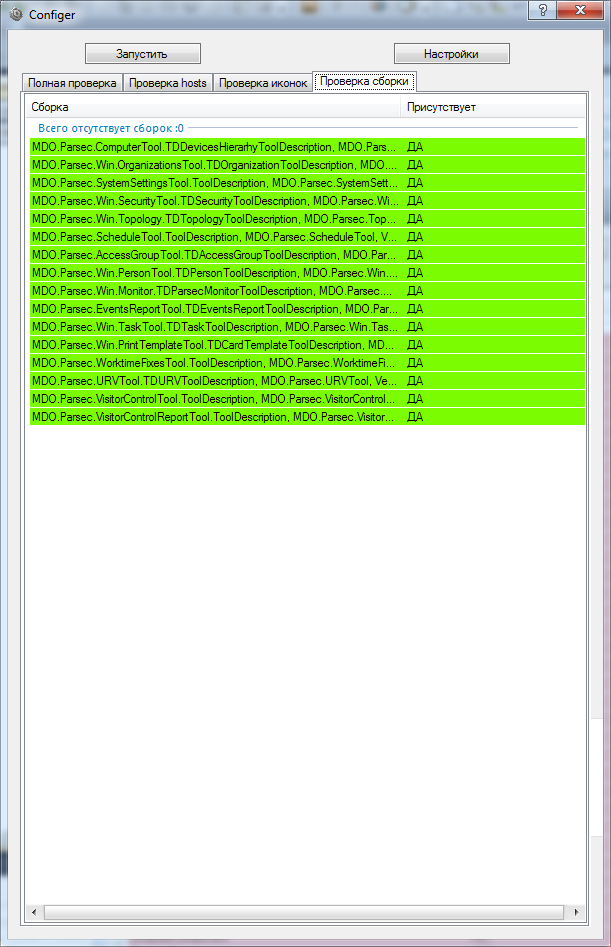 Configer
?
Запустить
Настройки
Полная проверка
Проверка hosts
Проверка иконок
Проверка сборки
Сборка
Присутствует
Всего отсутствует сборок :0
MDO.Parsec.ComputerTool.TDDevicesHierarhyToolDescription, MDO.Pars... ДА
MDO.Parsec.Win.OrganizationsTool.TDOrganizationToolDescription, MDO.... ДА
MDO.Parsec.SystemSettingsTool.ToolDescription, MDO.Parsec.SystemSett... ДА
MDO.Parsec.Win.SecurityTool.TDSecurityToolDescription, MDO.Parsec.Wi... ДА
MDO.Parsec.Win.Topology.TDTopologyToolDescription, MDO.Parsec.Top... ДА
MDO.Parsec.ScheduleTool.ToolDescription, MDO.Parsec.ScheduleTool, V... ДА
MDO.Parsec.AccessGroupTool.TDAccessGroupToolDescription, MDO.Par... ДА
MDO.Parsec.Win.PersonTool.TDPersonToolDescription, MDO.Parsec.Win.... ДА
MDO.Parsec.Win.Monitor.TDParsecMonitorToolDescription, MDO.Parsec.... ДА
MDO.Parsec.EventsReportTool.TDEventsReportToolDescription, MDO.Par... ДА
MDO.Parsec.Win.TaskTool.TDTaskToolDescription, MDO.Parsec.Win.Tas... ДА
MDO.Parsec.Win.PrintTemplateTool.TDCardTemplateToolDescription, MD... ДА
MDO.Parsec.WorktimeFixesTool.ToolDescription, MDO.Parsec.WorktimeFi... ДА
MDO.Parsec.URVTool.TDURVToolDescription, MDO.Parsec.URVTool, Ve... ДА
MDO.Parsec.VisitorControlTool.ToolDescription, MDO.Parsec.VisitorControl... ДА
MDO.Parsec.VisitorControlReportTool.ToolDescription, MDO.Parsec.Visitor... ДА